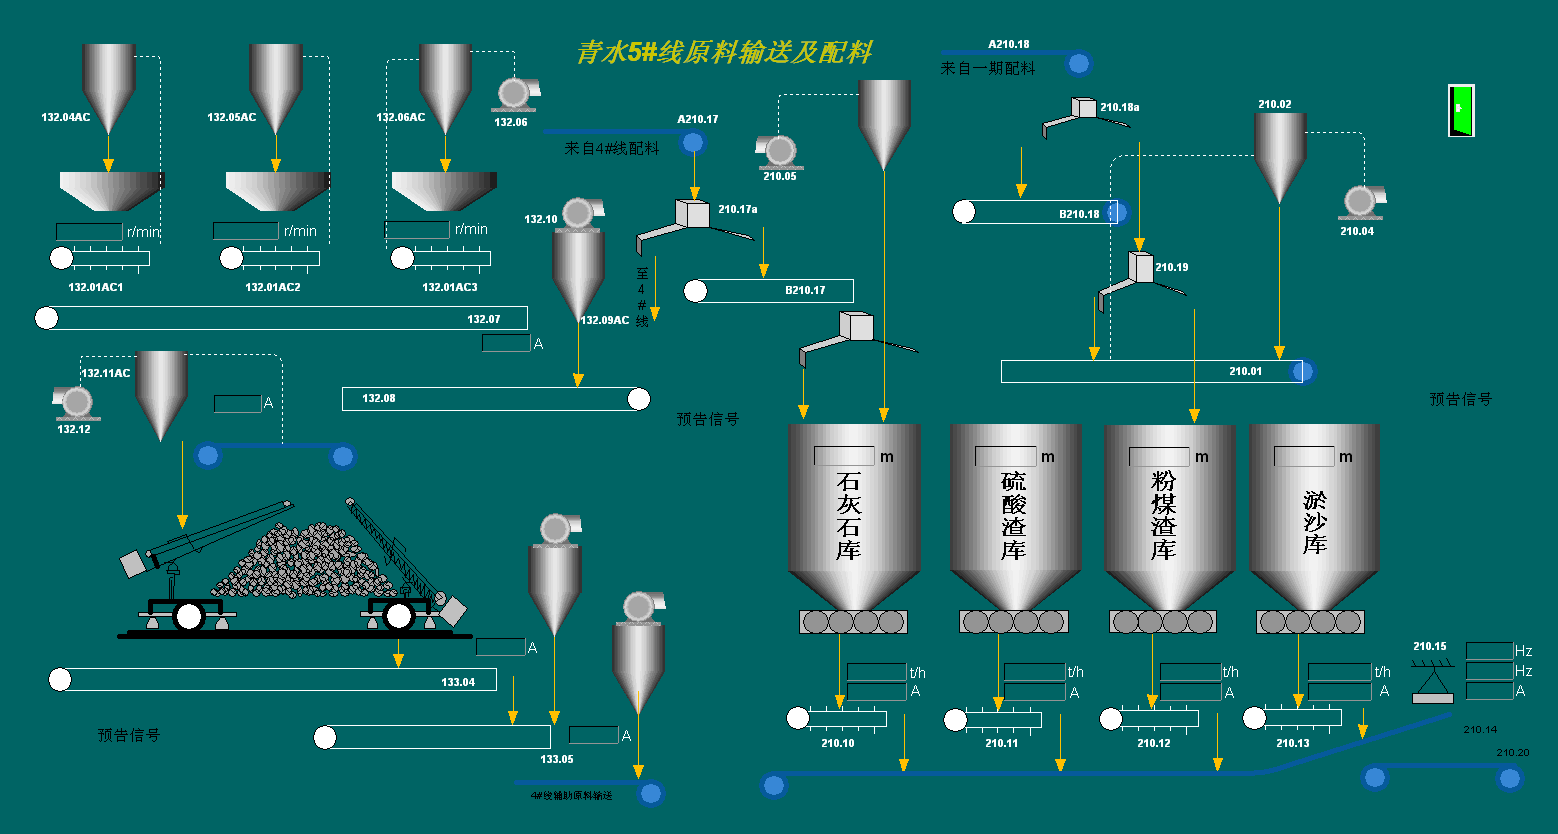 青水5#线原料输送及配料
A210.18
来自一期配料
132.04AC
132.05AC
132.06AC
132.06
A210.17
来自4#线配料
210.05
210.18a
210.02
r/min
r/min
r/min
132.10
210.17a
B210.18
210.04
132.01AC1
132.01AC2
132.01AC3
至4#线
B210.17
210.19
132.07
132.09AC
A
132.11AC
132.12
A
132.08
预告信号
210.01
预告信号
m
m
m
m
石灰石库
硫酸渣库
粉煤渣库
淤沙库
A
133.04
预告信号
A
133.05
4#线辅助原料输送
t/h
A
t/h
A
t/h
A
t/h
A
210.15
Hz
Hz
A
210.10
210.11
210.12
210.13
210.14
210.20